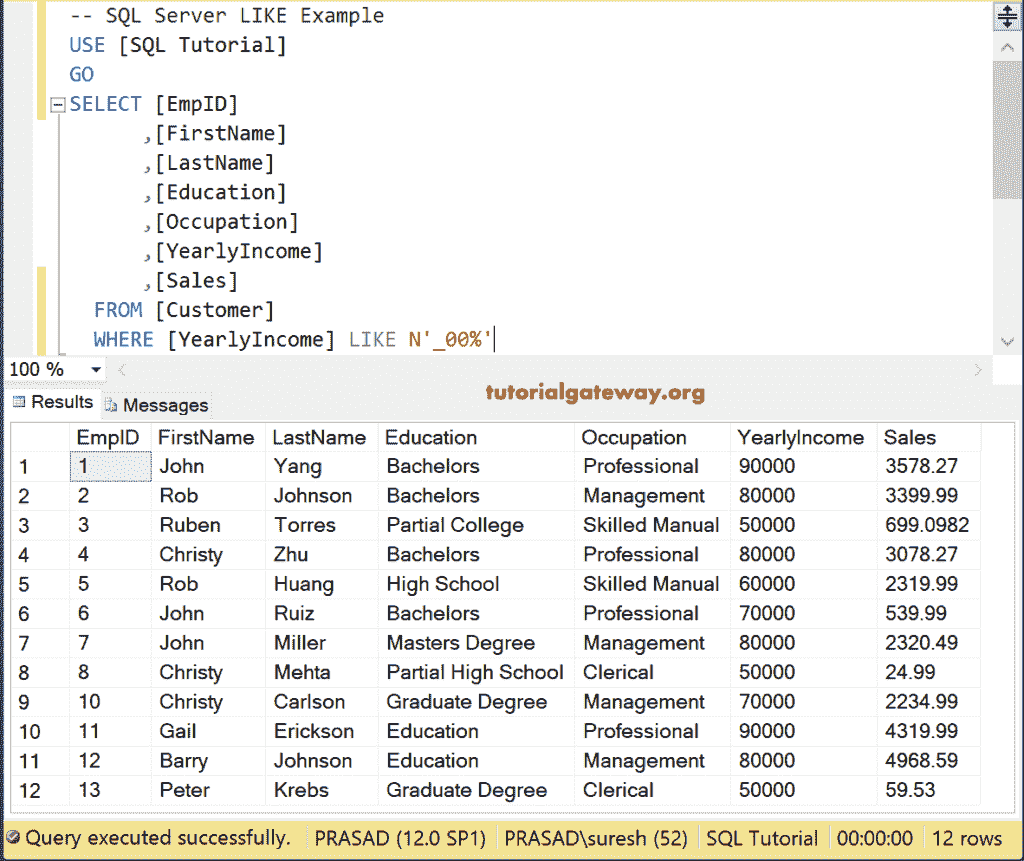 -- SQL Server LIKE Example
USE [SQL Tutorial]
GO
SELECT [EmpID]
,[FirstName]
,[LastName]
,[Education]
,[Occupation]
,[YearlyIncome]
,[Sales]
FROM [Customer]
WHERE [YearlyIncome] LIKE N'_00%'
100 %
tutorialgateway.org
Results Messages
EmpID FirstName LastName Education Occupation YearlyIncome Sales
1 1 John Yang Bachelors Professional 90000 3578.27
2 2 Rob Johnson Bachelors Management 80000 3399.99
3 3 Ruben Torres Partial College Skilled Manual 50000 699.0982
4 4 Christy Zhu Bachelors Professional 80000 3078.27
5 5 Rob Huang High School Skilled Manual 60000 2319.99
6 6 John Ruiz Bachelors Professional 70000 539.99
7 7 John Miller Masters Degree Management 80000 2320.49
8 8 Christy Mehta Partial High School Clerical 50000 24.99
9 10 Christy Carlson Graduate Degree Management 70000 2234.99
10 11 Gail Erickson Education Professional 90000 4319.99
11 12 Barry Johnson Education Management 80000 4968.59
12 13 Peter Krebs Graduate Degree Clerical 50000 59.53
Query executed successfully. PRASAD (12.0 SP1) PRASAD\suresh (52) SQL Tutorial 00:00:00 12 rows